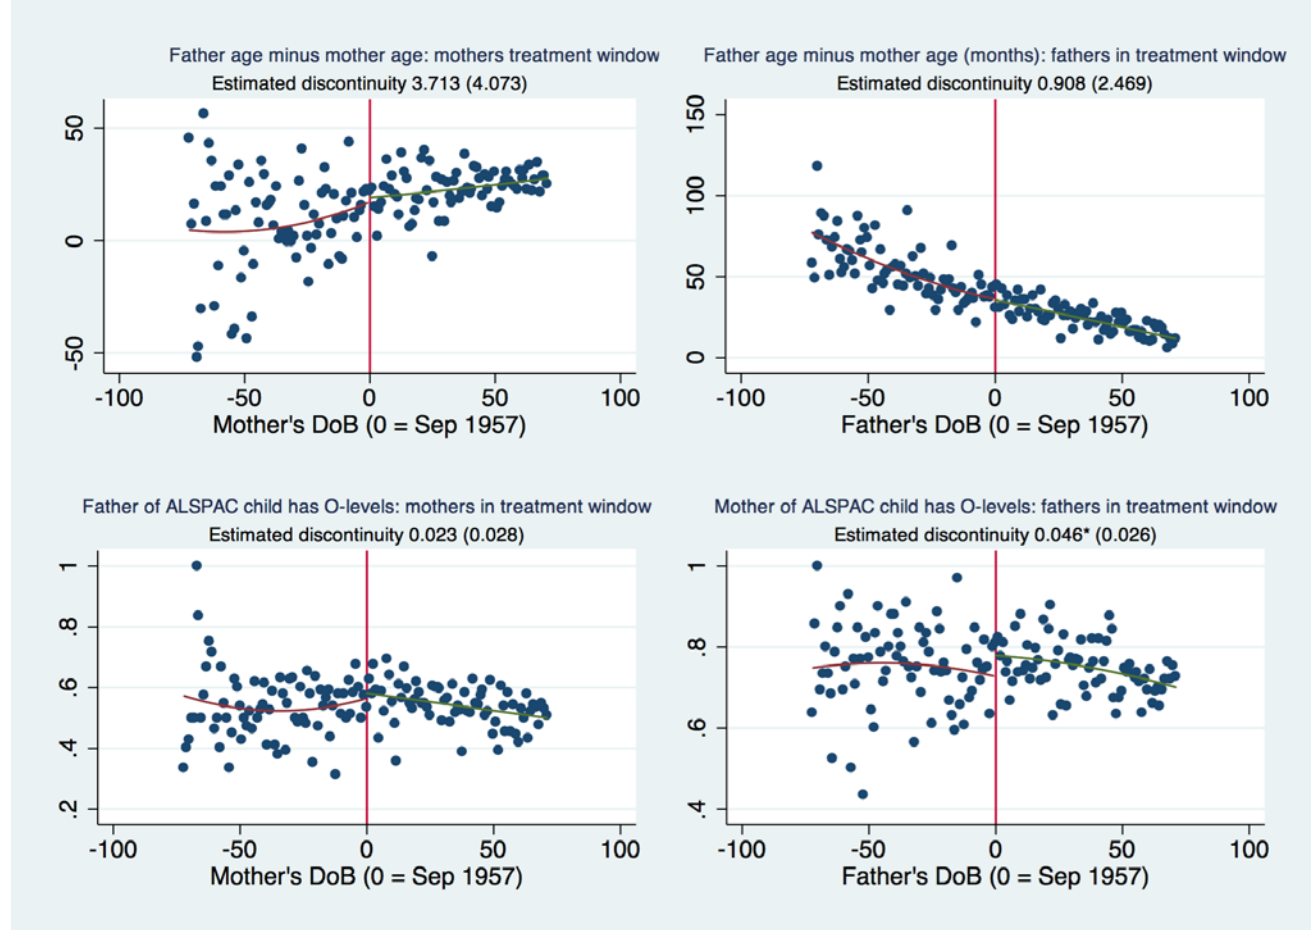 Father age minus mother age: mothers treatment window
Estimated discontinuity 3.713 (4.073)
50
0
-50
-100 -50 0 50 100
Mother's DoB (0 = Sep 1957)
Father age minus mother age (months): fathers in treatment window
Estimated discontinuity 0.908 (2.469)
150
100
50
0
-100 -50 0 50 100
Father's DoB (0 = Sep 1957)
Father of ALSPAC child has O-levels: mothers in treatment window
Estimated discontinuity 0.023 (0.028)
1
.8
.6
.4
.2
-100 -50 0 50 100
Mother's DoB (0 = Sep 1957)
Mother of ALSPAC child has O-levels: fathers in treatment window
Estimated discontinuity 0.046* (0.026)
1
.8
.6
.4
-100 -50 0 50 100
Father's DoB (0 = Sep 1957)